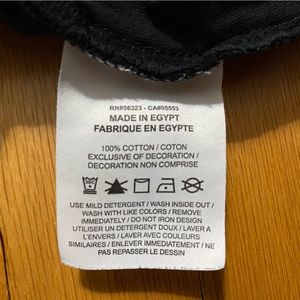 RN#56323 - CA#05553
MADE IN EGYPT
FABRIQUE EN EGYPTE
100% COTTON / COTON
EXCLUSIVE OF DECORATION /
DECORATION NON COMPRISE
USE MILD DETERGENT / WASH INSIDE OUT /
WASH WITH LIKE COLORS / REMOVE
IMMEDIATELY / DO NOT IRON DESIGN
UTILISER UN DETERGENT DOUX / LAVER A
L'ENVERS / LAVER AVEC COULEURS
SIMILAIRES / ENLEVER IMMEDIATEMENT / NE
PAS REPASSER LE DESSIN